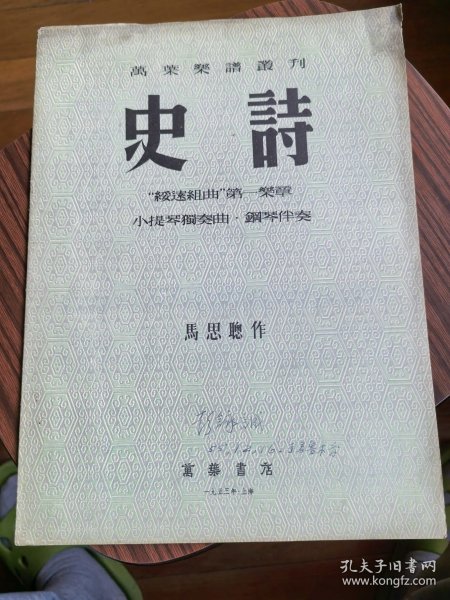 萬葉樂譜叢刊
史詩
“綏遠組曲”第一樂章
小提琴獨奏曲·鋼琴伴奏
馬思聰作
萬葉書店
一九五三年·上海
孔夫子旧书网
www.kongfz.com